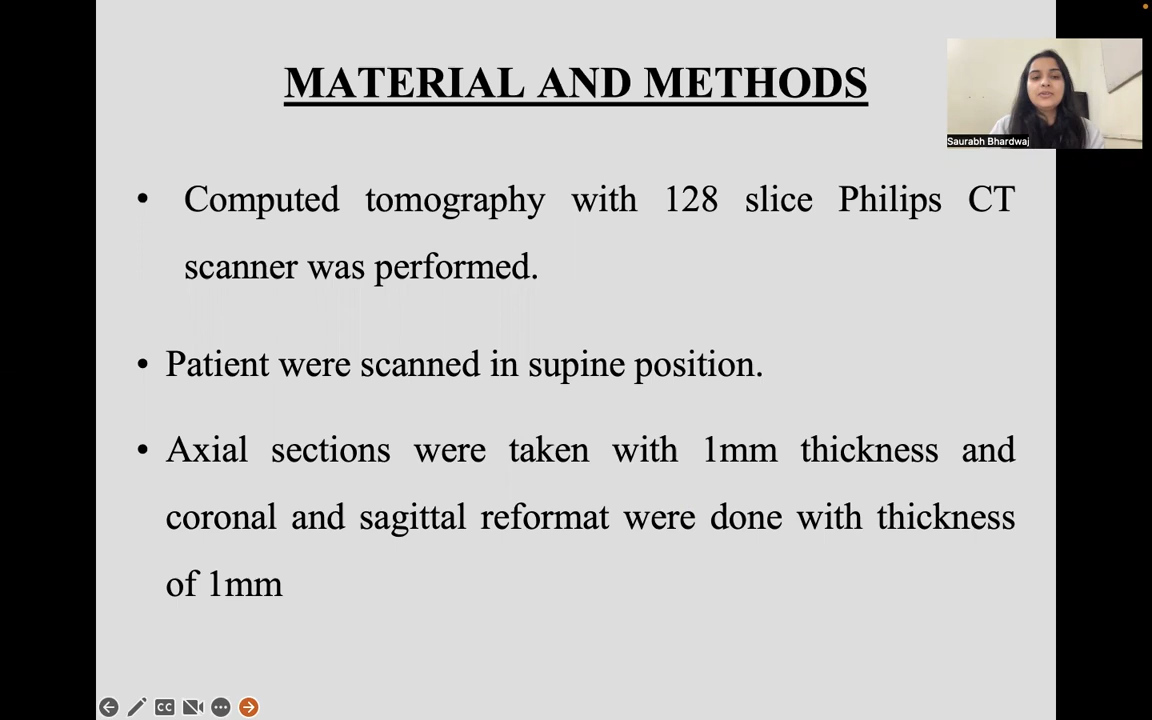 MATERIAL AND METHODS
Saurabh Bhardwaj
• Computed tomography with 128 slice Philips CT
scanner was performed.
• Patient were scanned in supine position.
• Axial sections were taken with 1mm thickness and
coronal and sagittal reformat were done with thickness
of 1mm
CC